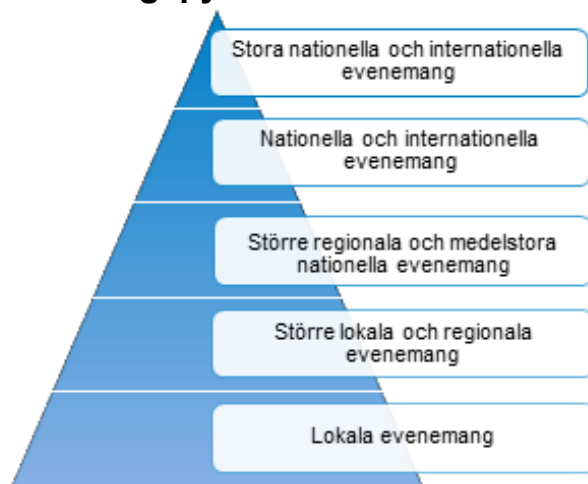 Stora nationella och internationella
evenemang
Nationella och internationella
evenemang
Större regionala och medelstora
nationella evenemang
Större lokala och regionala
evenemang
Lokala evenemang